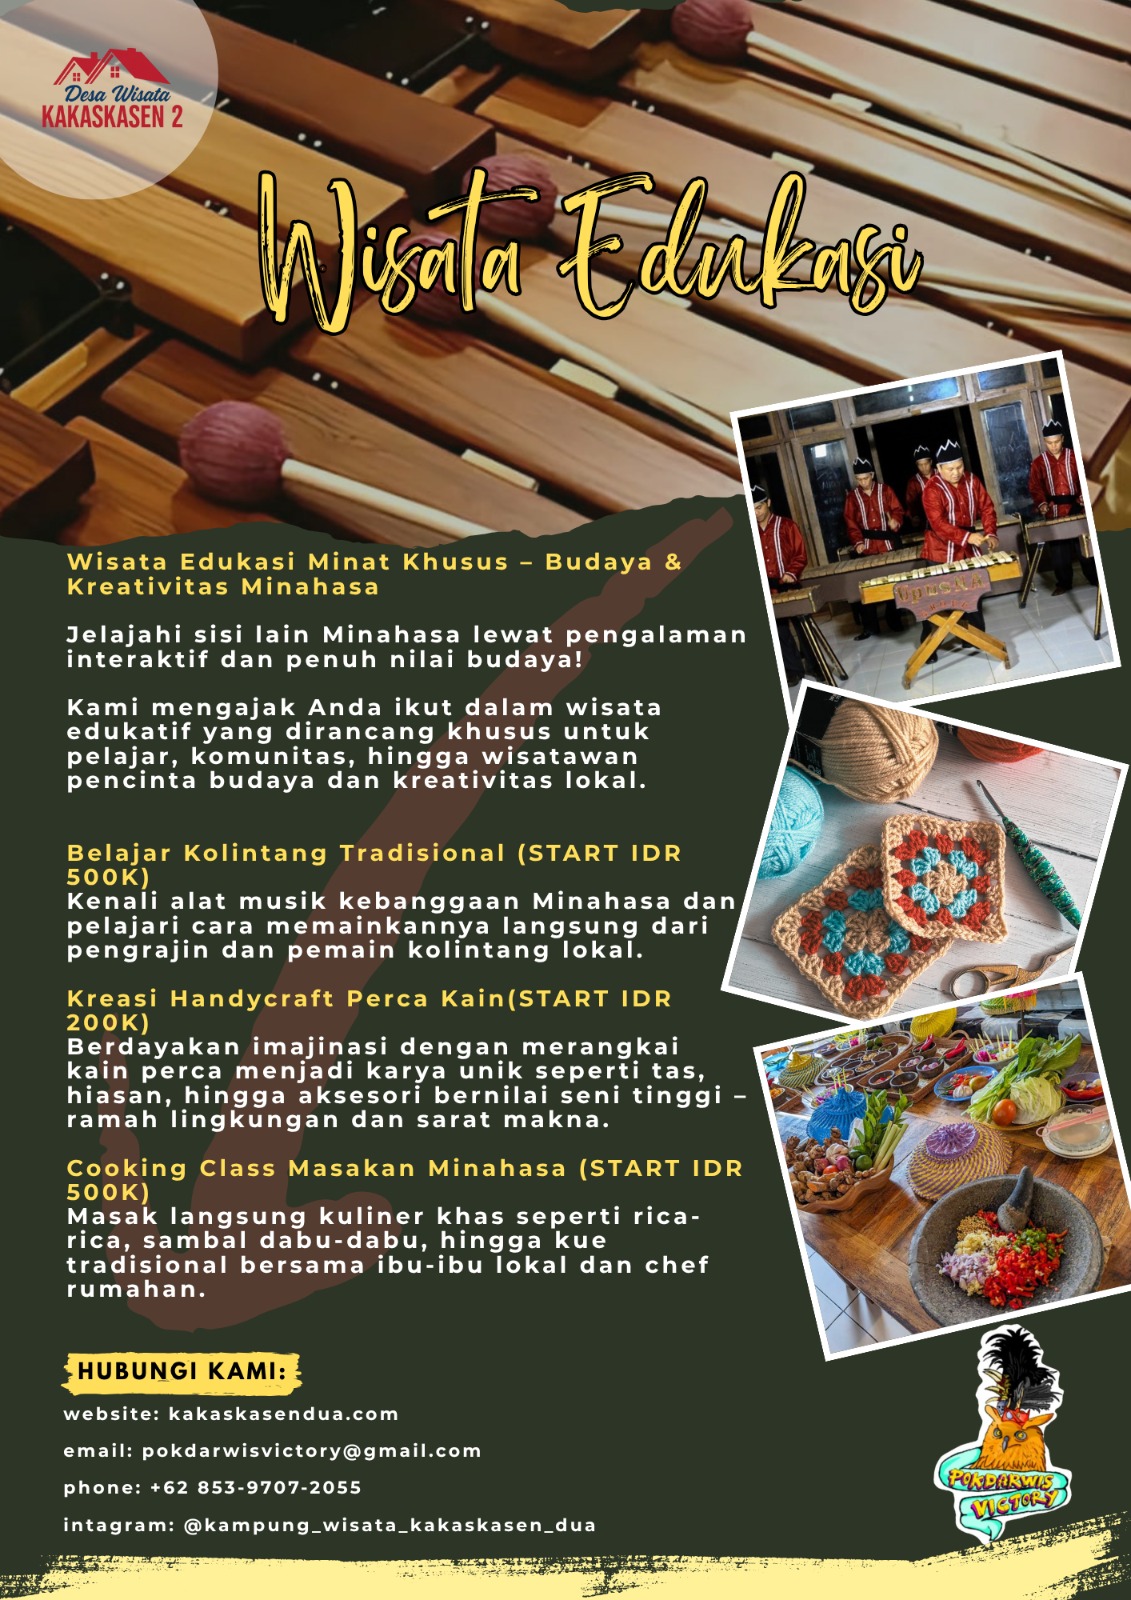 Desa Wisata
KAKASKASEN 2
Wisata Edukasi
Wisata Edukasi Minat Khusus – Budaya &
Kreativitas Minahasa
Jelajahi sisi lain Minahasa lewat pengalaman
interaktif dan penuh nilai budaya!
Kami mengajak Anda ikut dalam wisata
edukatif yang dirancang khusus untuk
pelajar, komunitas, hingga wisatawan
pencinta budaya dan kreativitas lokal.
Belajar Kolintang Tradisional (START IDR
500K)
Kenali alat musik kebanggaan Minahasa dan
pelajari cara memainkannya langsung dari
pengrajin dan pemain kolintang lokal.
Kreasi Handycraft Perca Kain(START IDR
200K)
Berdayakan imajinasi dengan merangkai
kain perca menjadi karya unik seperti tas,
hiasan, hingga aksesori bernilai seni tinggi –
ramah lingkungan dan sarat makna.
Cooking Class Masakan Minahasa (START IDR
500K)
Masak langsung kuliner khas seperti rica-
rica, sambal dabu-dabu, hingga kue
tradisional bersama ibu-ibu lokal dan chef
rumahan.
HUBUNGI KAMI:
website: kakaskasendua.com
email: pokdarwisvictory@gmail.com
phone: +62 853-9707-2055
intagram: @kampung_wisata_kakaskasen_dua
POKDARWIS
VICTORY